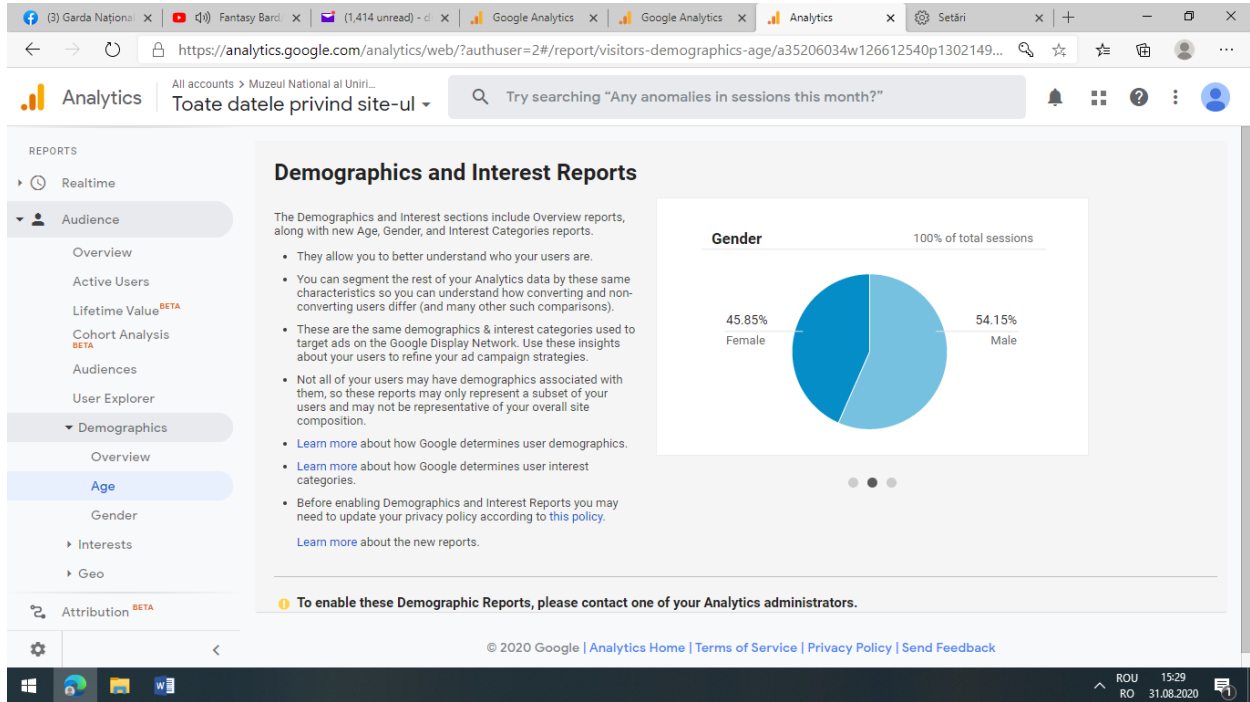 (3) Garda Național
Fantasy Bard/
(1,414 unread) - d
Google Analytics
Google Analytics
Analytics
Setări
https://analytics.google.com/analytics/web/?authuser=2#/report/visitors-demographics-age/a35206034w126612540p1302149...
Analytics
All accounts > Muzeul National al Uniri...
Toate datele privind site-ul
Try searching “Any anomalies in sessions this month?”
REPORTS
Realtime
Audience
Overview
Active Users
Lifetime Value BETA
Cohort Analysis
BETA
Audiences
User Explorer
Demographics
Overview
Age
Gender
Interests
Geo
Attribution BETA
Demographics and Interest Reports
The Demographics and Interest sections include Overview reports,
along with new Age, Gender, and Interest Categories reports.
• They allow you to better understand who your users are.
• You can segment the rest of your Analytics data by these same
characteristics so you can understand how converting and non-
converting users differ (and many other such comparisons).
• These are the same demographics & interest categories used to
target ads on the Google Display Network. Use these insights
about your users to refine your ad campaign strategies.
• Not all of your users may have demographics associated with
them, so these reports may only represent a subset of your
users and may not be representative of your overall site
composition.
• Learn more about how Google determines user demographics.
• Learn more about how Google determines user interest
categories.
• Before enabling Demographics and Interest Reports you may
need to update your privacy policy according to this policy.
Learn more about the new reports.
Gender
100% of total sessions
45.85%
Female
54.15%
Male
To enable these Demographic Reports, please contact one of your Analytics administrators.
© 2020 Google | Analytics Home | Terms of Service | Privacy Policy | Send Feedback
ROU
RO
15:29
31.08.2020
1